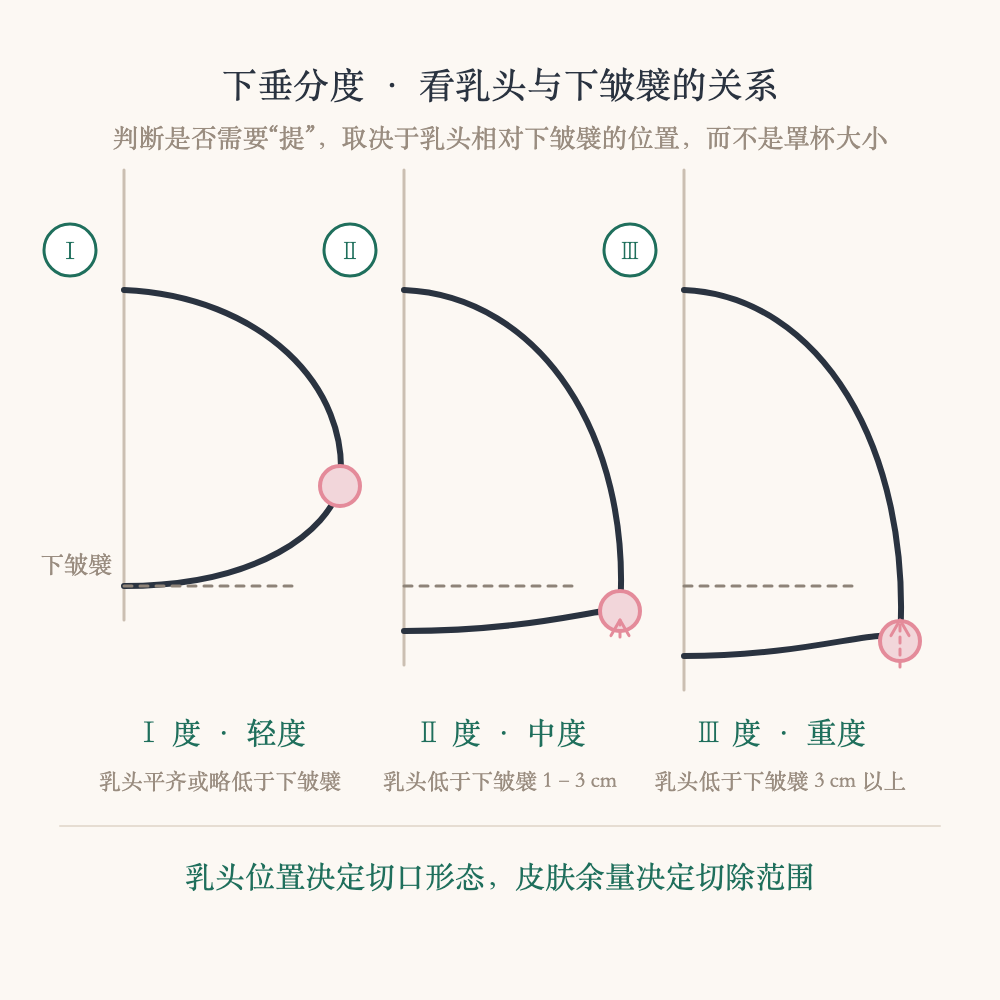 下垂分度 · 看乳头与下皱襞的关系
判断是否需要“提”，取决于乳头相对下皱襞的位置，而不是罩杯大小
Ⅰ
Ⅱ
Ⅲ
下皱襞
Ⅰ 度 · 轻度
Ⅱ 度 · 中度
Ⅲ 度 · 重度
乳头平齐或略低于下皱襞
乳头低于下皱襞 1 – 3 cm
乳头低于下皱襞 3 cm 以上
乳头位置决定切口形态，皮肤余量决定切除范围